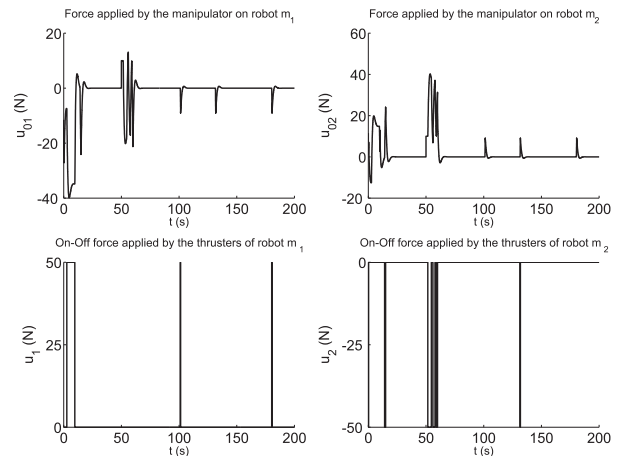 Force applied by the manipulator on robot m1
20
0
-20
-40
u01 (N)
0 50 100 150 200
t (s)
Force applied by the manipulator on robot m2
60
40
20
0
-20
u02 (N)
0 50 100 150 200
t (s)
On-Off force applied by the thrusters of robot m1
50
25
0
u1 (N)
0 50 100 150 200
t (s)
On-Off force applied by the thrusters of robot m2
0
-25
-50
u2 (N)
0 50 100 150 200
t (s)